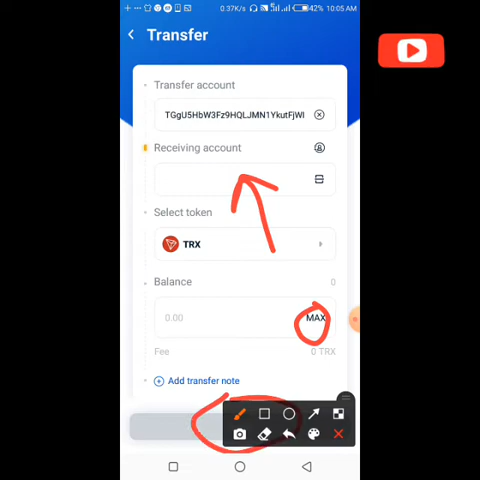 0.37K/s 42% 10:05 AM
Transfer
Transfer account
TGgU5HbW3Fz9HQLJMN1YkutFjWI
Receiving account
Select token
TRX
Balance 0
0.00 MAX
Fee 0 TRX
Add transfer note